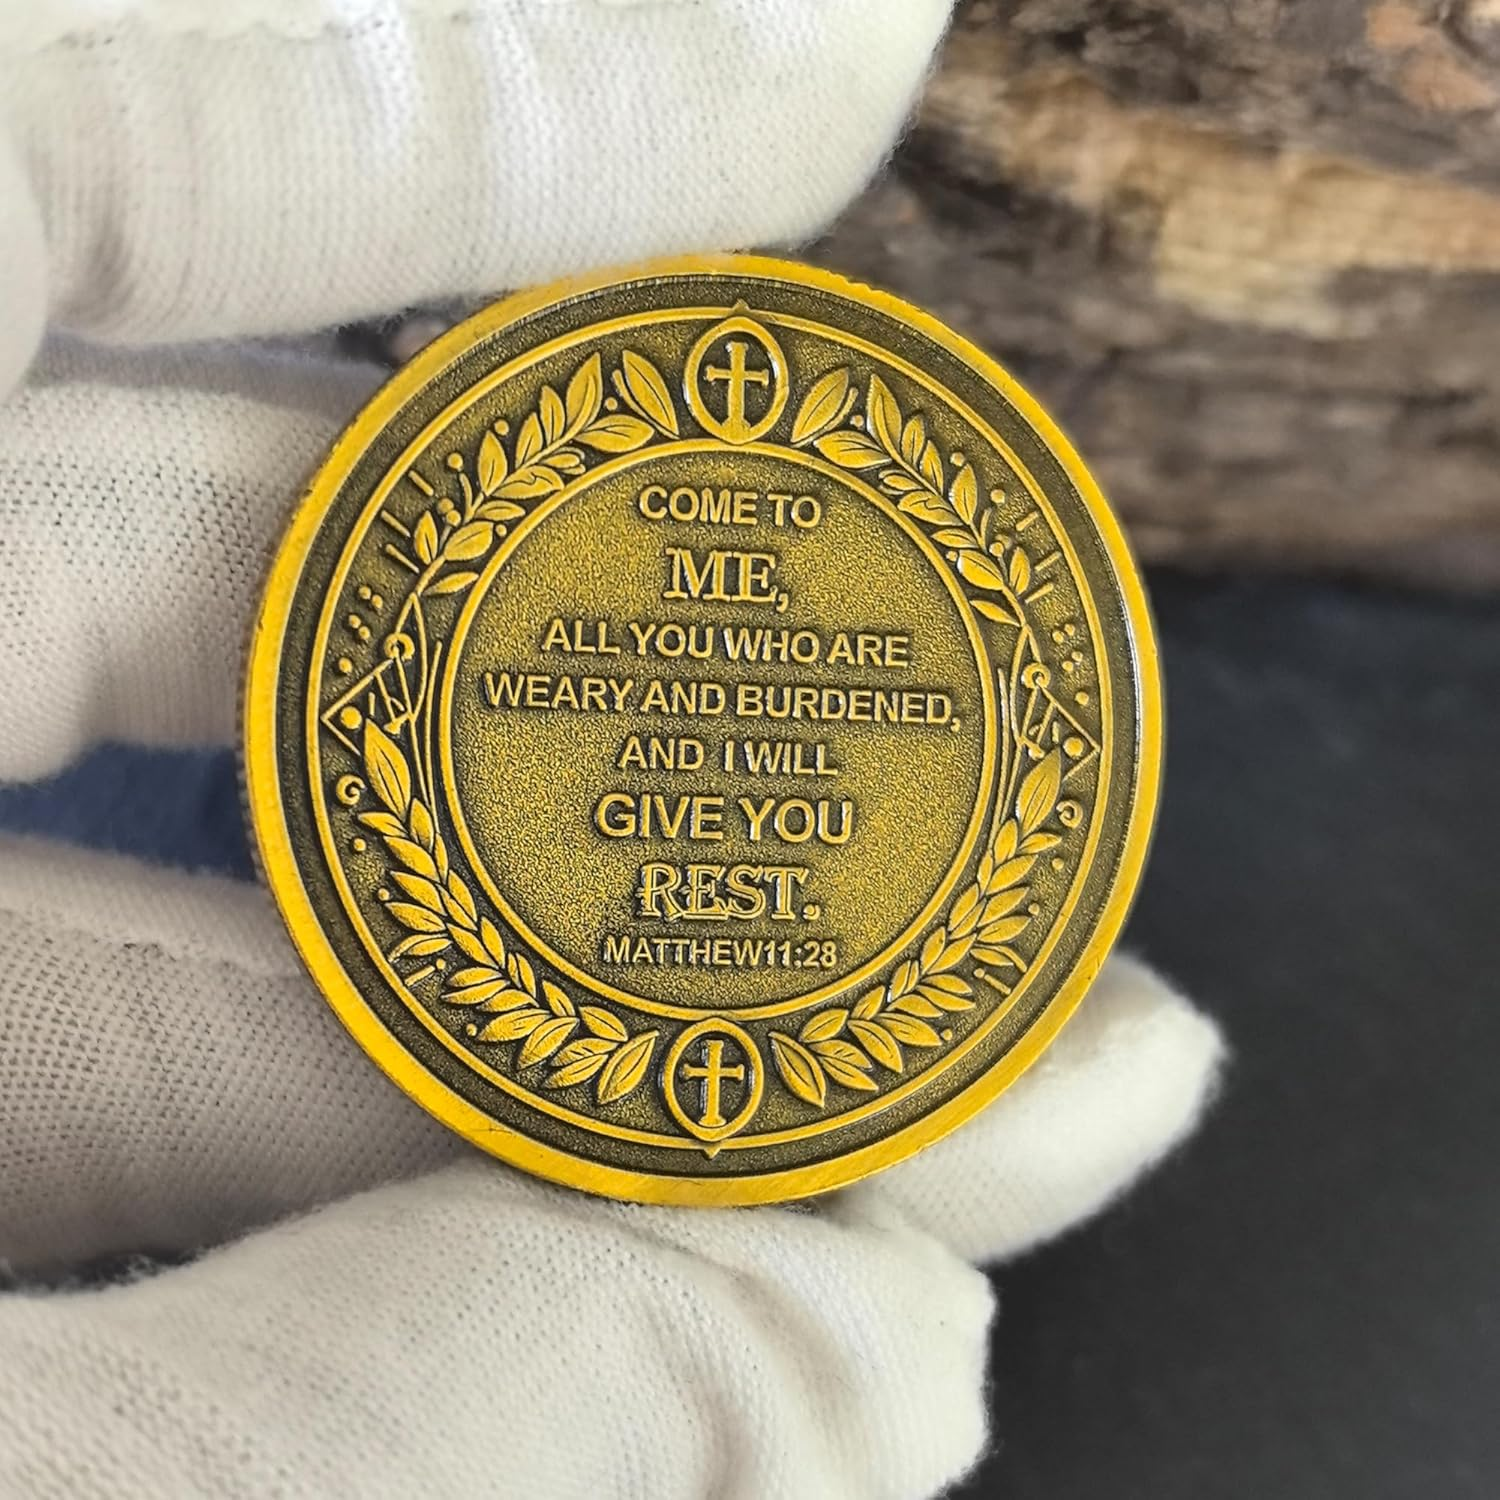 COME TO
ME,
ALL YOU WHO ARE
WEARY AND BURDENED,
AND I WILL
GIVE YOU
REST.
MATTHEW11:28